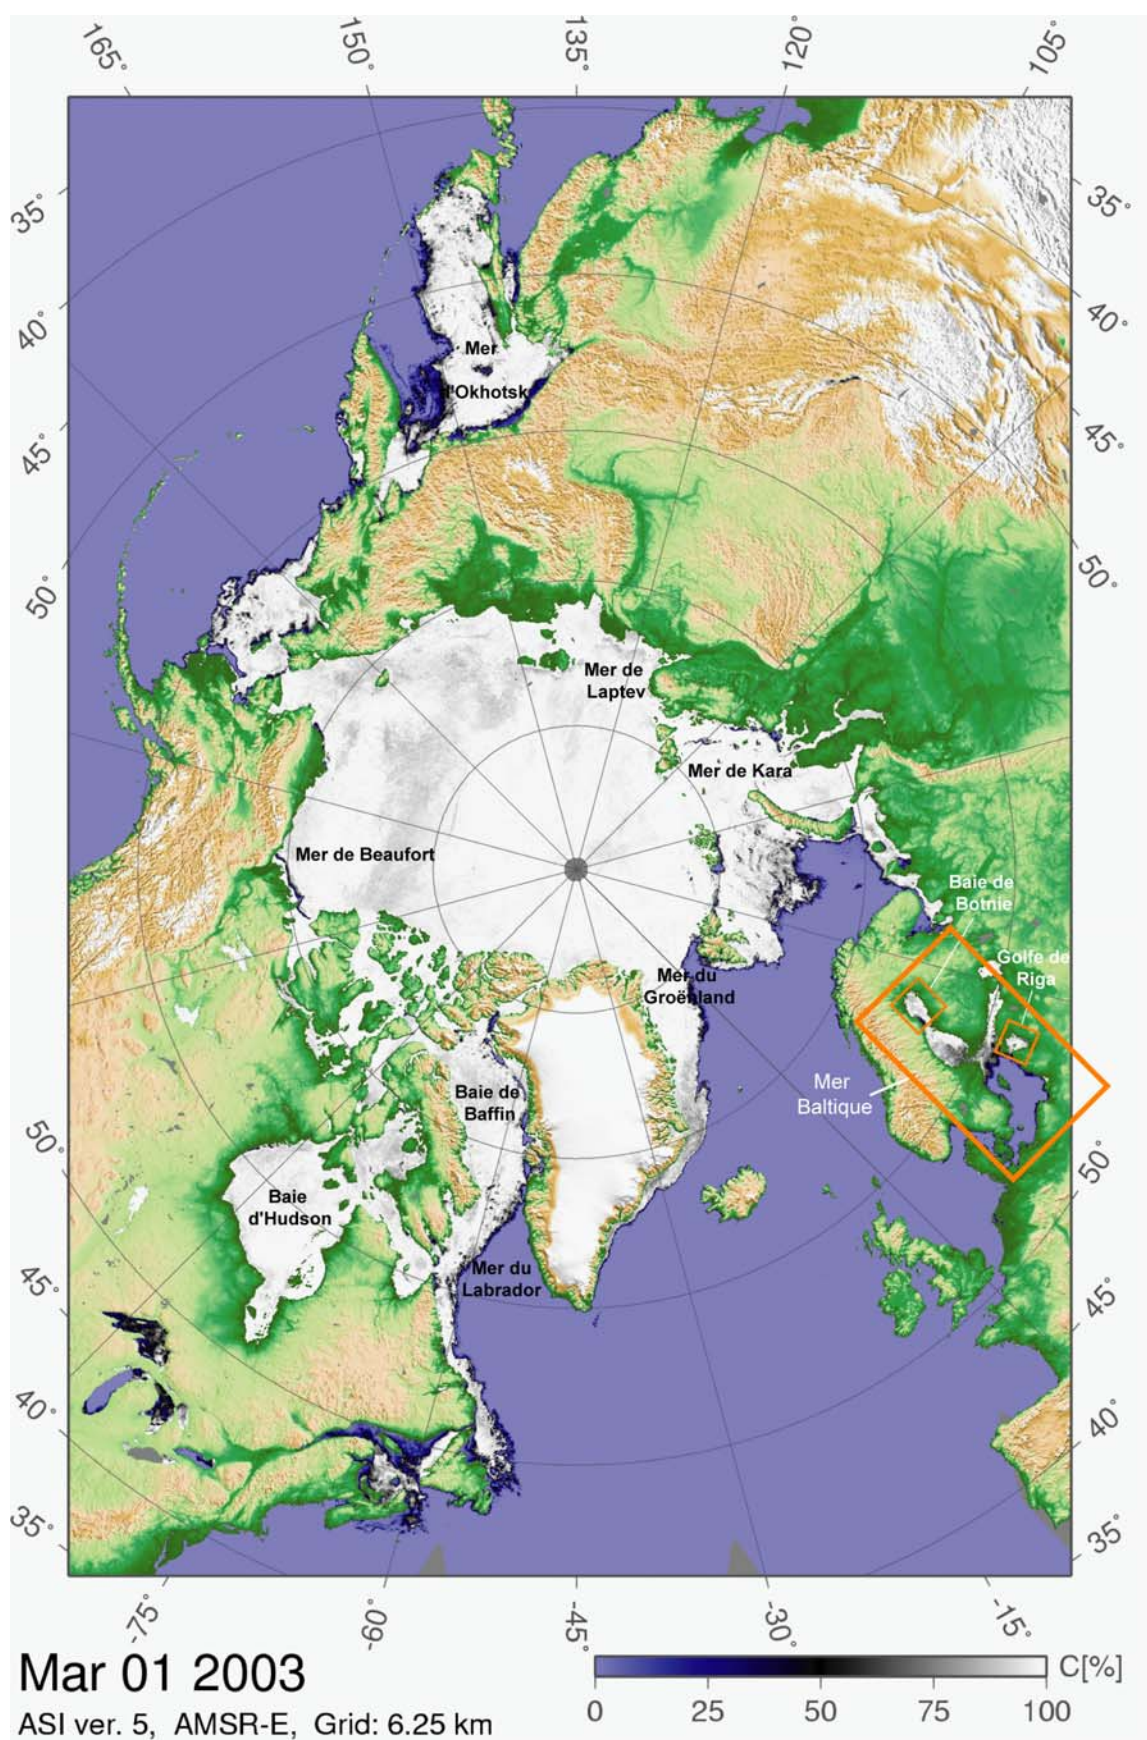 165°
150°
135°
120°
105°
35°
35°
40°
40°
45°
45°
50°
50°
Mer
d'Okhotsk
Mer de
Laptev
Mer de Kara
Mer de Beaufort
Baie de
Botnie
Golfe de
Riga
Mer du
Groënland
Mer
Baltique
Baie de
Baffin
Baie
d'Hudson
Mer du
Labrador
50°
50°
45°
45°
40°
40°
35°
35°
-75°
-60°
-45°
-30°
-15°
Mar 01 2003
ASI ver. 5, AMSR-E, Grid: 6.25 km
C[%]
0
25
50
75
100